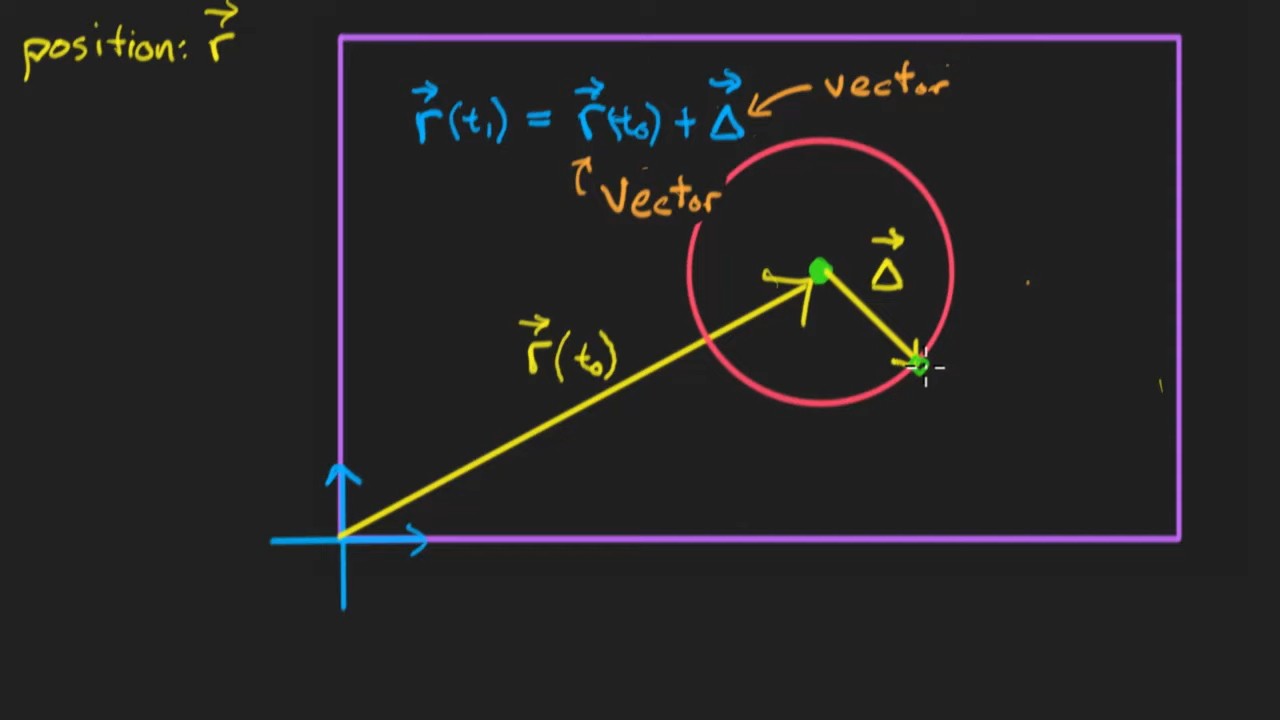 position: r⃗
r⃗(t₁) = r⃗(t₀) + Δ⃗
vector
vector
Δ⃗
r⃗(t₀)